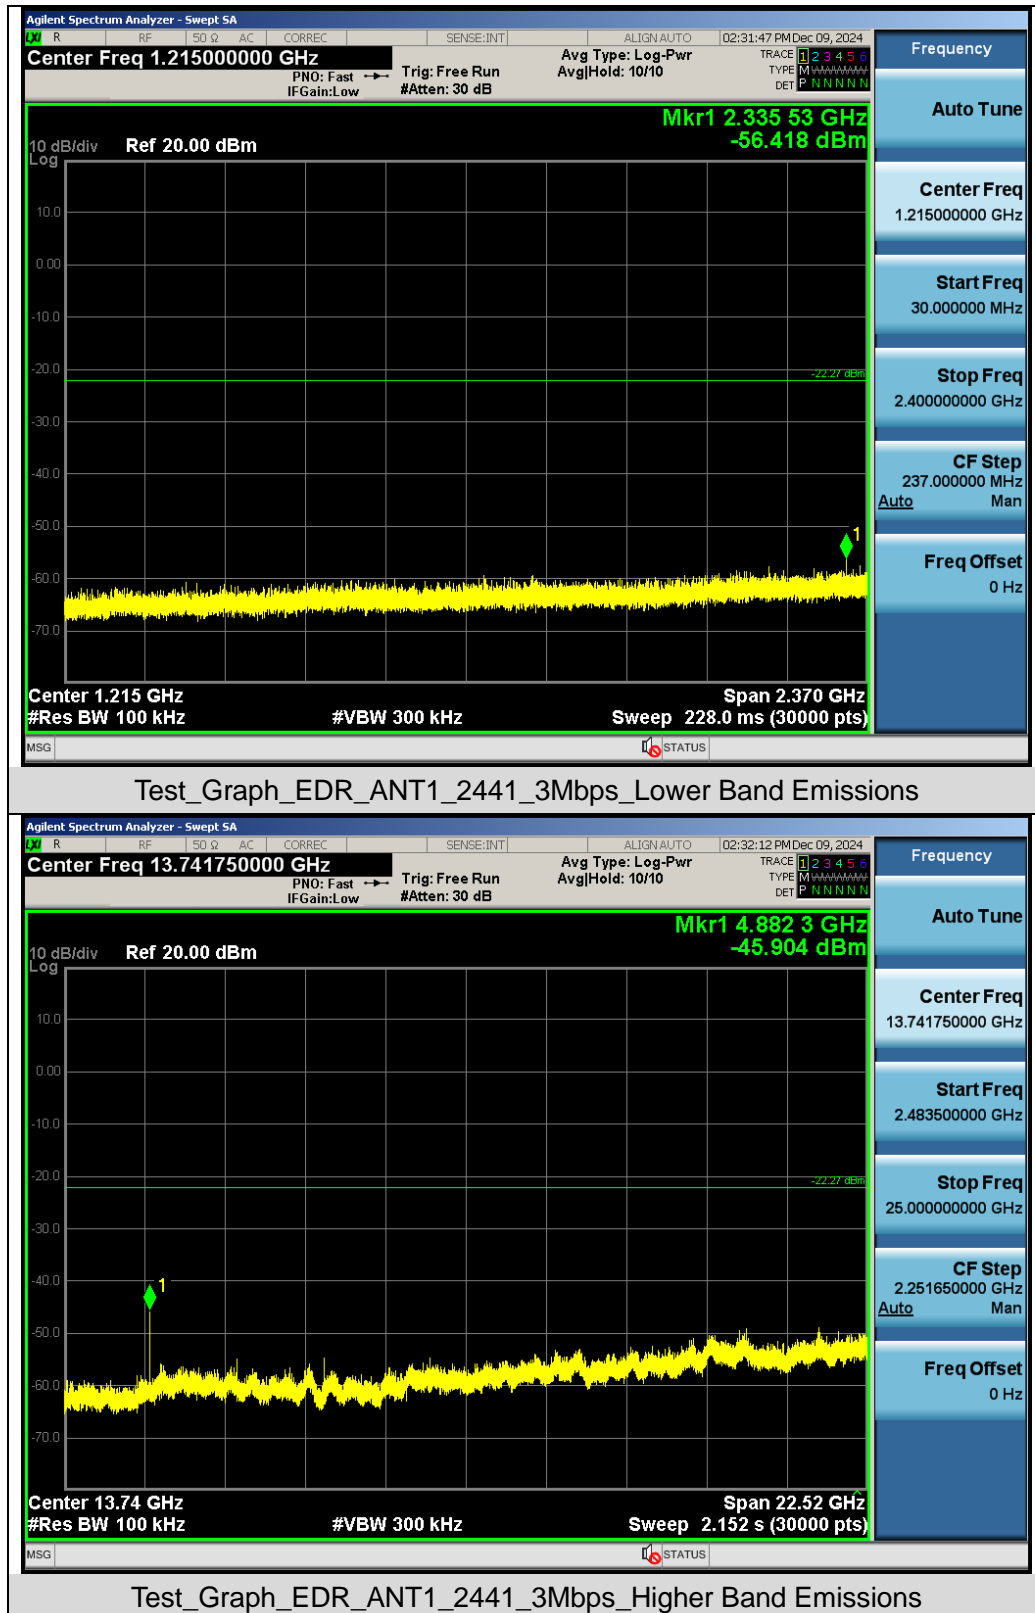 Agilent Spectrum Analyzer - Swept SA
LXI R RF 50 Ω AC CORREC SENSE:INT ALIGN AUTO 02:31:47 PM Dec 09, 2024
Center Freq 1.215000000 GHz
PNO: Fast
IFGain:Low
Trig: Free Run
#Atten: 30 dB
Avg Type: Log-Pwr
Avg|Hold: 10/10
TRACE 1 2 3 4 5 6
TYPE M
DET P N N N N N
Mkr1 2.335 53 GHz
-56.418 dBm
10 dB/div Ref 20.00 dBm
Log
10.0
0.00
-10.0
-20.0
-22.27 dBm
-30.0
-40.0
-50.0
1
-60.0
-70.0
Center 1.215 GHz Span 2.370 GHz
#Res BW 100 kHz #VBW 300 kHz Sweep 228.0 ms (30000 pts)
MSG STATUS
Frequency
Auto Tune
Center Freq
1.215000000 GHz
Start Freq
30.000000 MHz
Stop Freq
2.400000000 GHz
CF Step
237.000000 MHz
Auto Man
Freq Offset
0 Hz
Test_Graph_EDR_ANT1_2441_3Mbps_Lower Band Emissions
Agilent Spectrum Analyzer - Swept SA
LXI R RF 50 Ω AC CORREC SENSE:INT ALIGN AUTO 02:32:12 PM Dec 09, 2024
Center Freq 13.741750000 GHz
PNO: Fast
IFGain:Low
Trig: Free Run
#Atten: 30 dB
Avg Type: Log-Pwr
Avg|Hold: 10/10
TRACE 1 2 3 4 5 6
TYPE M
DET P N N N N N
Mkr1 4.882 3 GHz
-45.904 dBm
10 dB/div Ref 20.00 dBm
Log
10.0
0.00
-10.0
-20.0
-22.27 dBm
-30.0
-40.0
1
-50.0
-60.0
-70.0
Center 13.74 GHz Span 22.52 GHz
#Res BW 100 kHz #VBW 300 kHz Sweep 2.152 s (30000 pts)
MSG STATUS
Frequency
Auto Tune
Center Freq
13.741750000 GHz
Start Freq
2.483500000 GHz
Stop Freq
25.000000000 GHz
CF Step
2.251650000 GHz
Auto Man
Freq Offset
0 Hz
Test_Graph_EDR_ANT1_2441_3Mbps_Higher Band Emissions